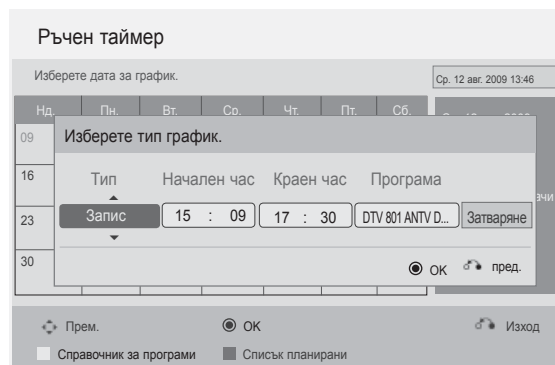 Ръчен таймер
Изберете дата за график.
Ср. 12 авг. 2009 13:46
Нд. Пн. Вт. Ср. Чт. Пт. Сб.
09
Изберете тип график.
16
Тип Начален час Краен час Програма
23
Запис 15 : 09 17 : 30 DTV 801 ANTV D... Затваряне
30
OK пред.
Прем. OK Изход
Справочник за програми Списък планирани